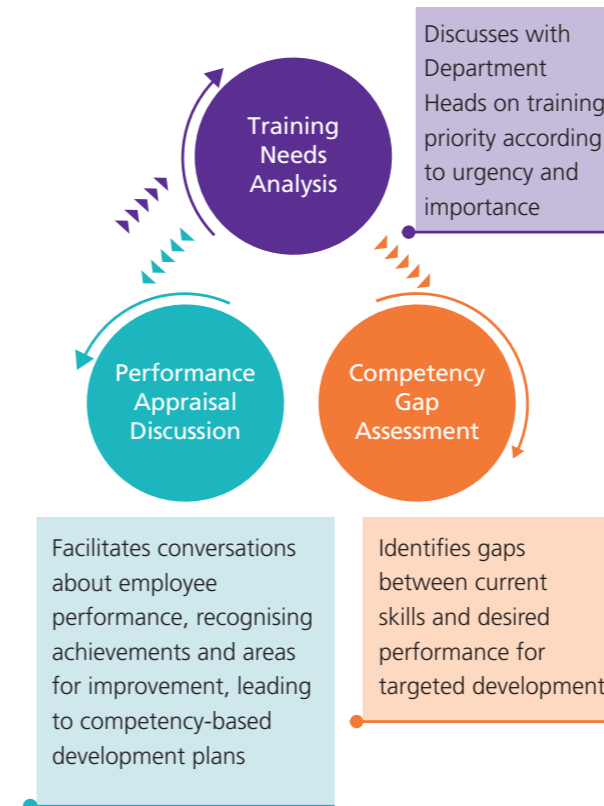 Discusses with
Department
Heads on training
priority according
to urgency and
importance
Training
Needs
Analysis
Performance
Appraisal
Discussion
Competency
Gap
Assessment
Facilitates conversations
about employee
performance, recognising
achievements and areas
for improvement, leading
to competency-based
development plans
Identifies gaps
between current
skills and desired
performance for
targeted development